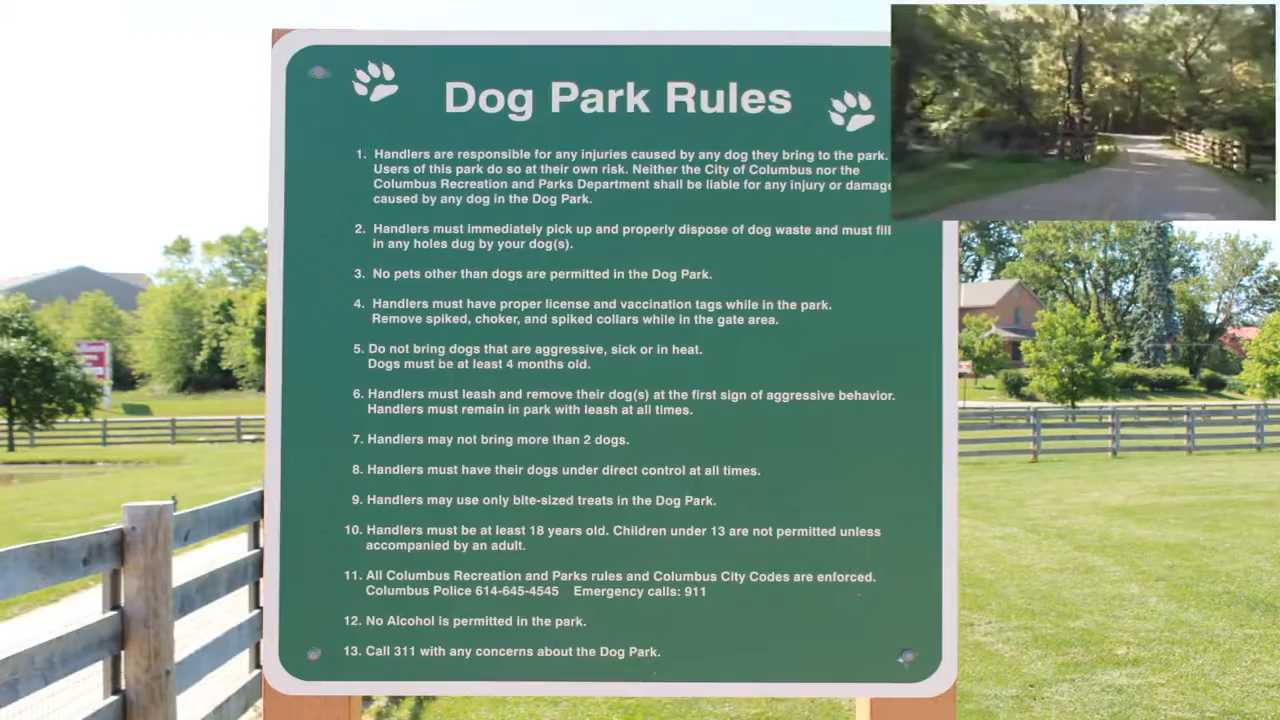 Dog Park Rules
1. Handlers are responsible for any injuries caused by any dog they bring to the park.
Users of this park do so at their own risk. Neither the City of Columbus nor the
Columbus Recreation and Parks Department shall be liable for any injury or damage
caused by any dog in the Dog Park.
2. Handlers must immediately pick up and properly dispose of dog waste and must fill
in any holes dug by your dog(s).
3. No pets other than dogs are permitted in the Dog Park.
4. Handlers must have proper license and vaccination tags while in the park.
Remove spiked, choker, and spiked collars while in the gate area.
5. Do not bring dogs that are aggressive, sick or in heat.
Dogs must be at least 4 months old.
6. Handlers must leash and remove their dog(s) at the first sign of aggressive behavior.
Handlers must remain in park with leash at all times.
7. Handlers may not bring more than 2 dogs.
8. Handlers must have their dogs under direct control at all times.
9. Handlers may use only bite-sized treats in the Dog Park.
10. Handlers must be at least 18 years old. Children under 13 are not permitted unless
accompanied by an adult.
11. All Columbus Recreation and Parks rules and Columbus City Codes are enforced.
Columbus Police 614-645-4545 Emergency calls: 911
12. No Alcohol is permitted in the park.
13. Call 311 with any concerns about the Dog Park.